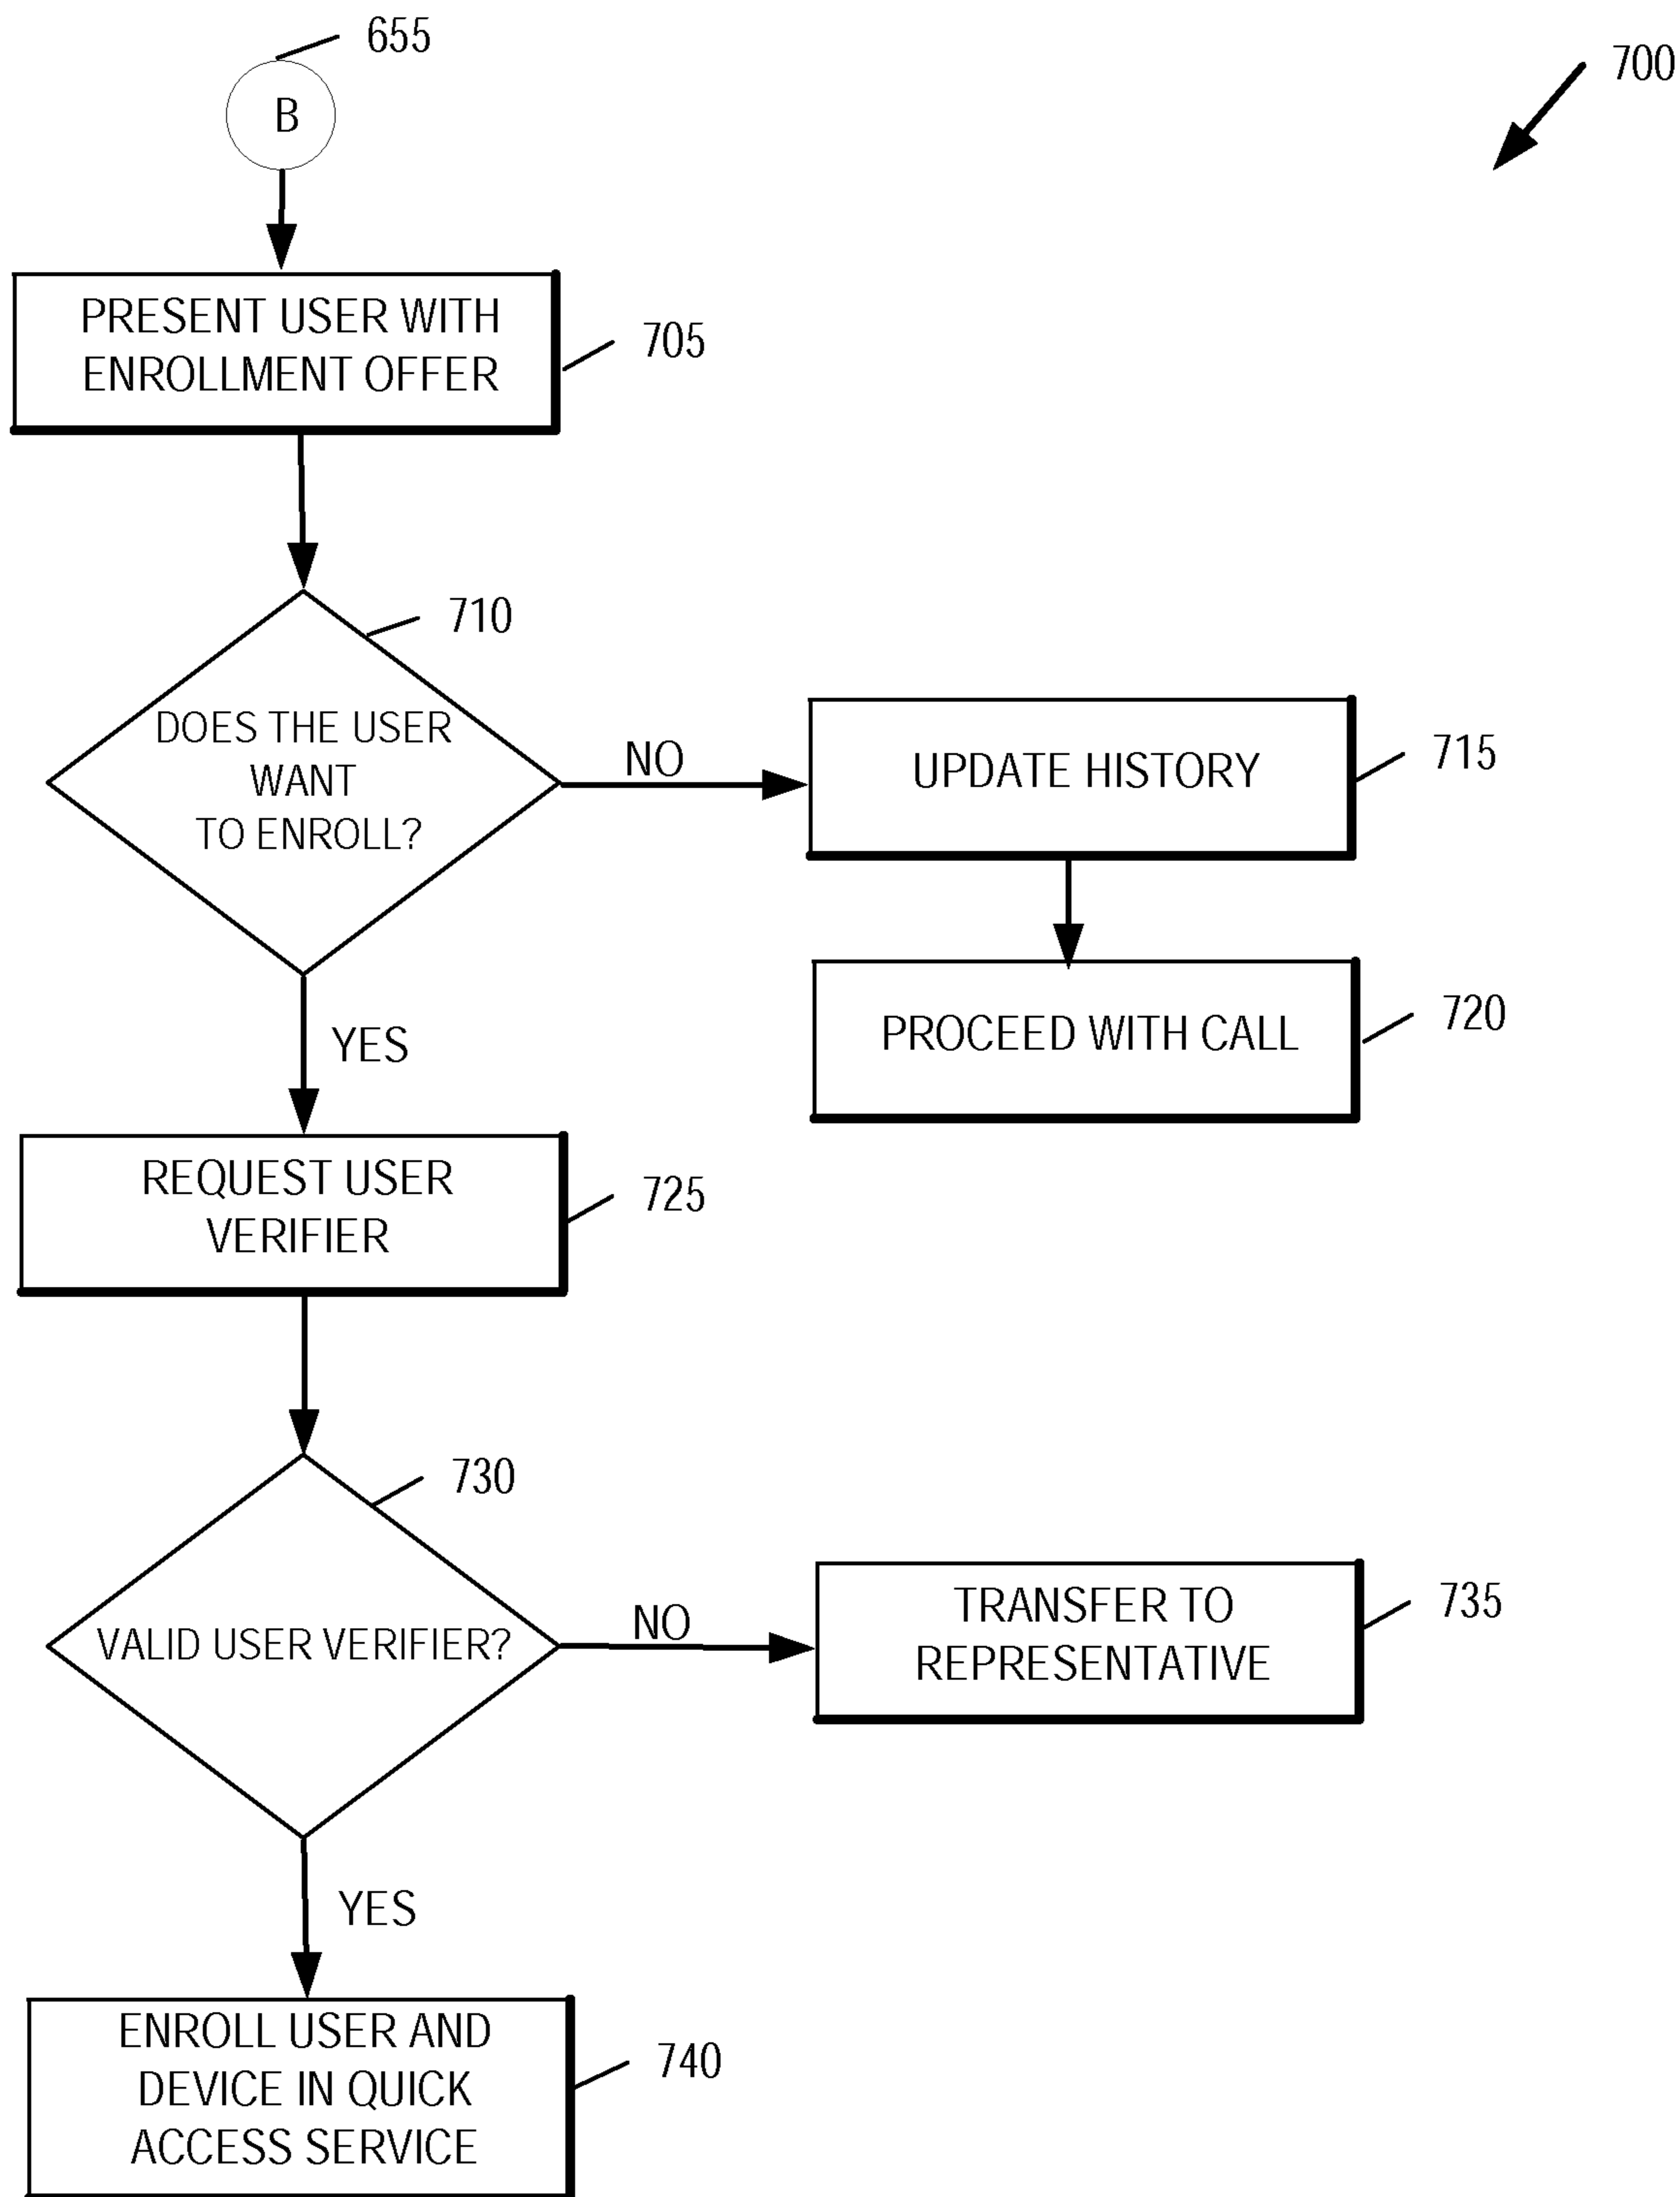 655
700
B
PRESENT USER WITH
ENROLLMENT OFFER
705
710
DOES THE USER
WANT
TO ENROLL?
NO
UPDATE HISTORY
715
PROCEED WITH CALL
720
YES
REQUEST USER
VERIFIER
725
730
VALID USER VERIFIER?
NO
TRANSFER TO
REPRESENTATIVE
735
YES
ENROLL USER AND
DEVICE IN QUICK
ACCESS SERVICE
740